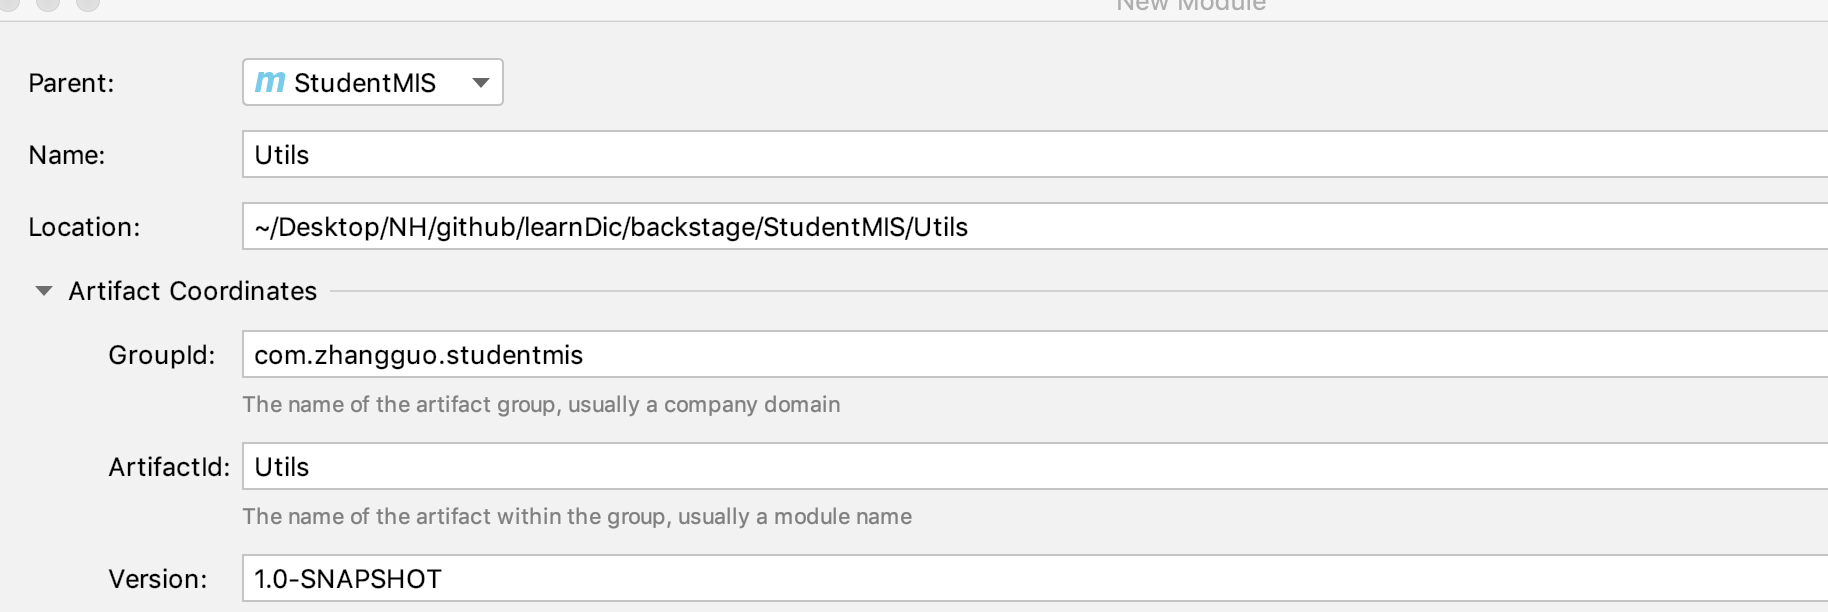 New Module
Parent: m StudentMIS
Name: Utils
Location: ~/Desktop/NH/github/learnDic/backstage/StudentMIS/Utils
Artifact Coordinates
GroupId: com.zhangguo.studentmis
The name of the artifact group, usually a company domain
ArtifactId: Utils
The name of the artifact within the group, usually a module name
Version: 1.0-SNAPSHOT